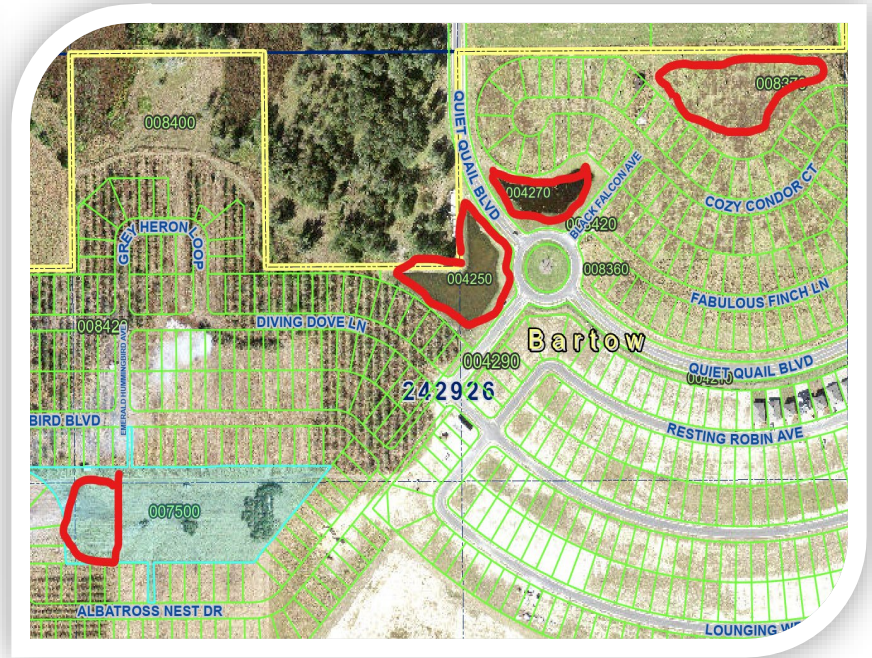 008370
008400
QUIET QUAIL BLVD
004270
BLACK FALCON AVE
COZY CONDOR CT
GREY HERON LOOP
004250
008360
FABULOUS FINCH LN
008420
DIVING DOVE LN
Bartow
004290
QUIET QUAIL BLVD
242926
EMERALD HUMMINGBIRD AVE
BIRD BLVD
RESTING ROBIN AVE
007500
ALBATROSS NEST DR
LOUNGING